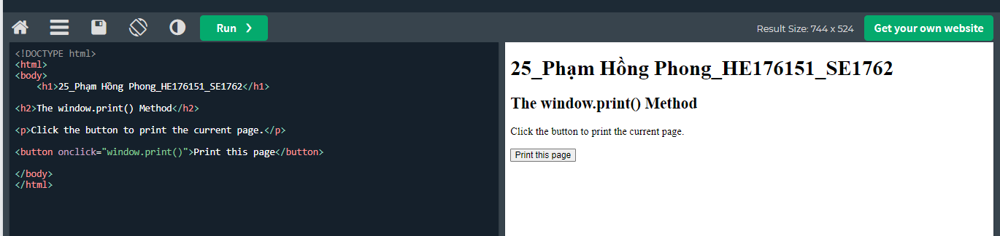 Run ❯
Result Size: 744 x 524
Get your own website
<!DOCTYPE html>
<html>
<body>
    <h1>25_Phạm Hồng Phong_HE176151_SE1762</h1>
<h2>The window.print() Method</h2>
<p>Click the button to print the current page.</p>
<button onclick="window.print()">Print this page</button>
</body>
</html>
25_Phạm Hồng Phong_HE176151_SE1762
The window.print() Method
Click the button to print the current page.
Print this page